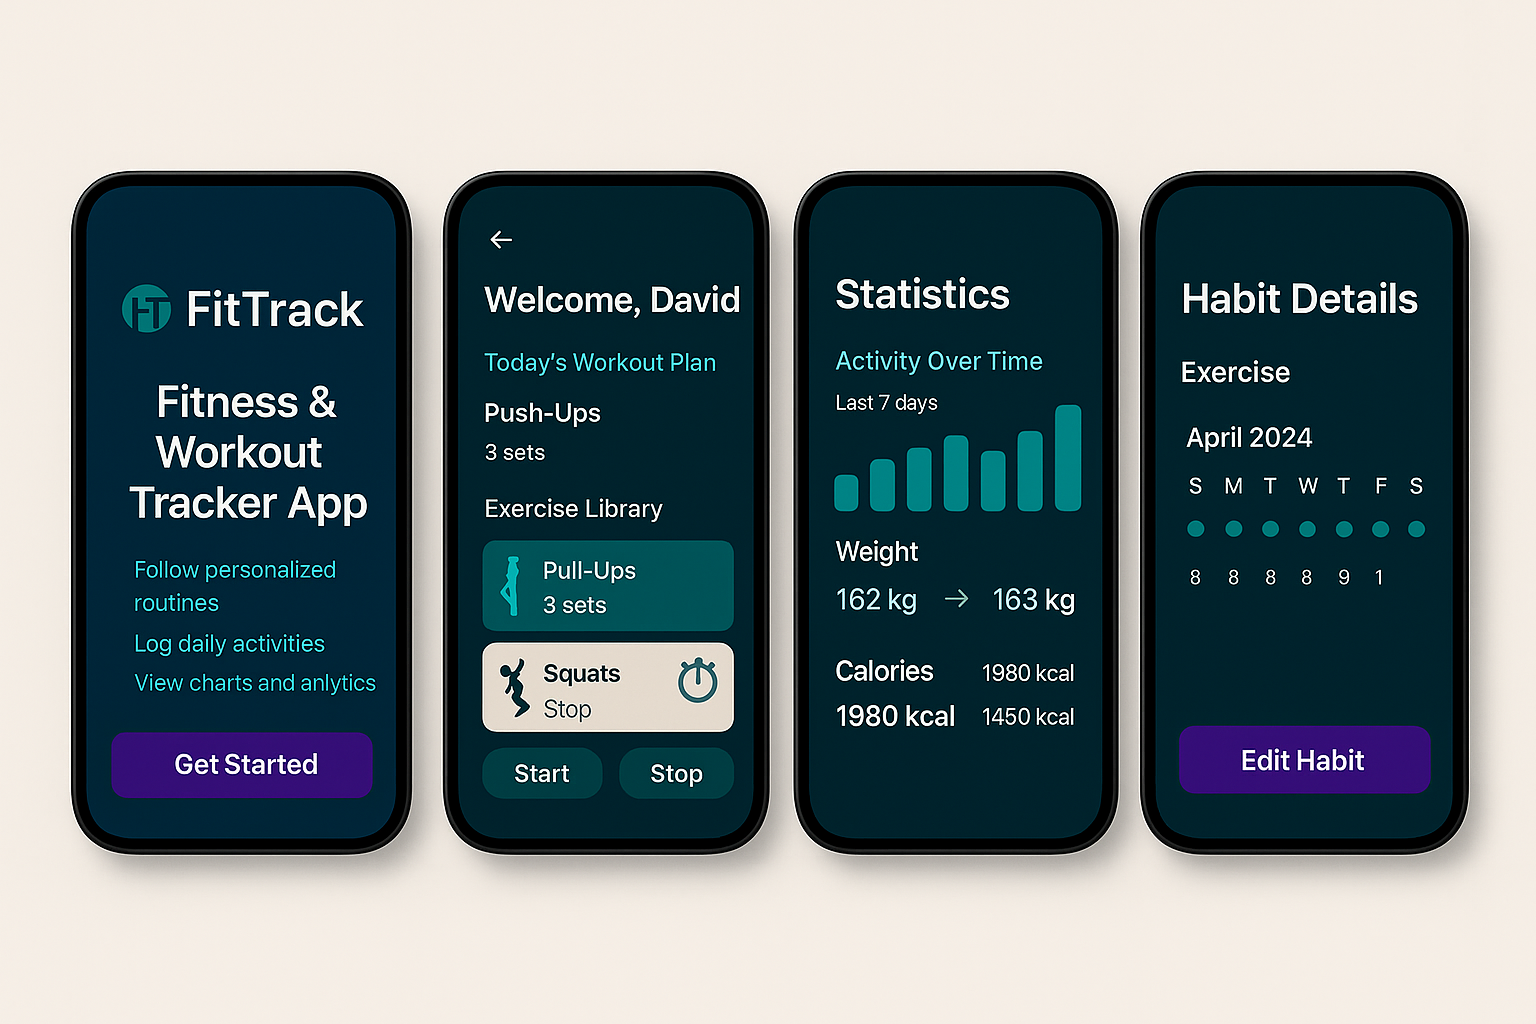 FitTrack
Fitness &
Workout
Tracker App
Follow personalized
routines
Log daily activities
View charts and anlytics
Get Started
←
Welcome, David
Today's Workout Plan
Push-Ups
3 sets
Exercise Library
Pull-Ups
3 sets
Squats
Stop
Start Stop
Statistics
Activity Over Time
Last 7 days
Weight
162 kg → 163 kg
Calories 1980 kcal
1980 kcal 1450 kcal
Habit Details
Exercise
April 2024
S M T W T F S
8 8 8 8 9 1
Edit Habit